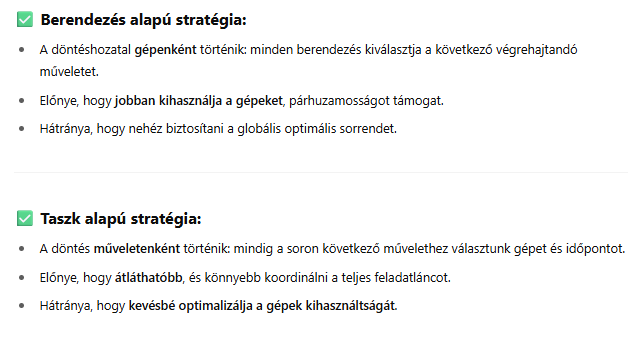 ✅ Berendezés alapú stratégia:
• A döntéshozatal gépenként történik: minden berendezés kiválasztja a következő végrehajtandó
műveletet.
• Előnye, hogy jobban kihasználja a gépeket, párhuzamosságot támogat.
• Hátránya, hogy nehéz biztosítani a globális optimális sorrendet.
✅ Taszk alapú stratégia:
• A döntés műveletenként történik: mindig a soron következő művelethez választunk gépet és időpontot.
• Előnye, hogy átláthatóbb, és könnyebb koordinálni a teljes feladatláncot.
• Hátránya, hogy kevésbé optimalizálja a gépek kihasználtságát.